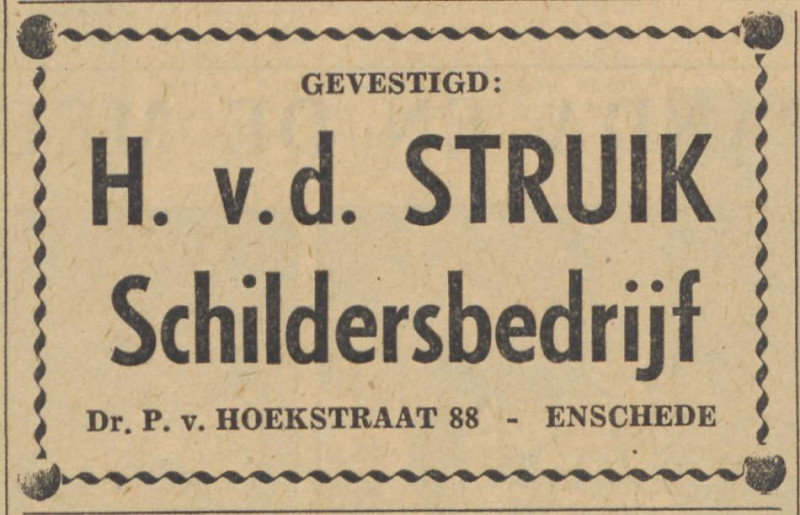 GEVESTIGD:
H. v.d. STRUIK
Schildersbedrijf
Dr. P. v. HOEKSTRAAT 88 - ENSCHEDE